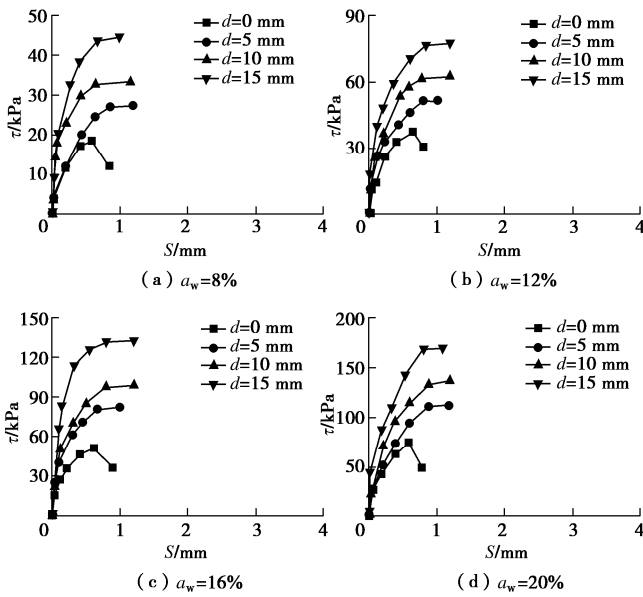 τ/kPa
50
40
30
20
10
0
0
1
2
3
4
S/mm
d=0 mm
d=5 mm
d=10 mm
d=15 mm
(a) aw=8%
τ/kPa
90
60
30
0
0
1
2
3
4
S/mm
d=0 mm
d=5 mm
d=10 mm
d=15 mm
(b) aw=12%
τ/kPa
150
120
90
60
30
0
0
1
2
3
4
S/mm
d=0 mm
d=5 mm
d=10 mm
d=15 mm
(c) aw=16%
τ/kPa
200
150
100
50
0
0
1
2
3
4
S/mm
d=0 mm
d=5 mm
d=10 mm
d=15 mm
(d) aw=20%